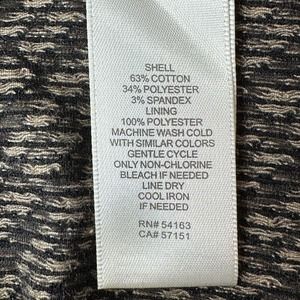 SHELL
63% COTTON
34% POLYESTER
3% SPANDEX
LINING
100% POLYESTER
MACHINE WASH COLD
WITH SIMILAR COLORS
GENTLE CYCLE
ONLY NON-CHLORINE
BLEACH IF NEEDED
LINE DRY
COOL IRON
IF NEEDED
RN# 54163
CA# 57151